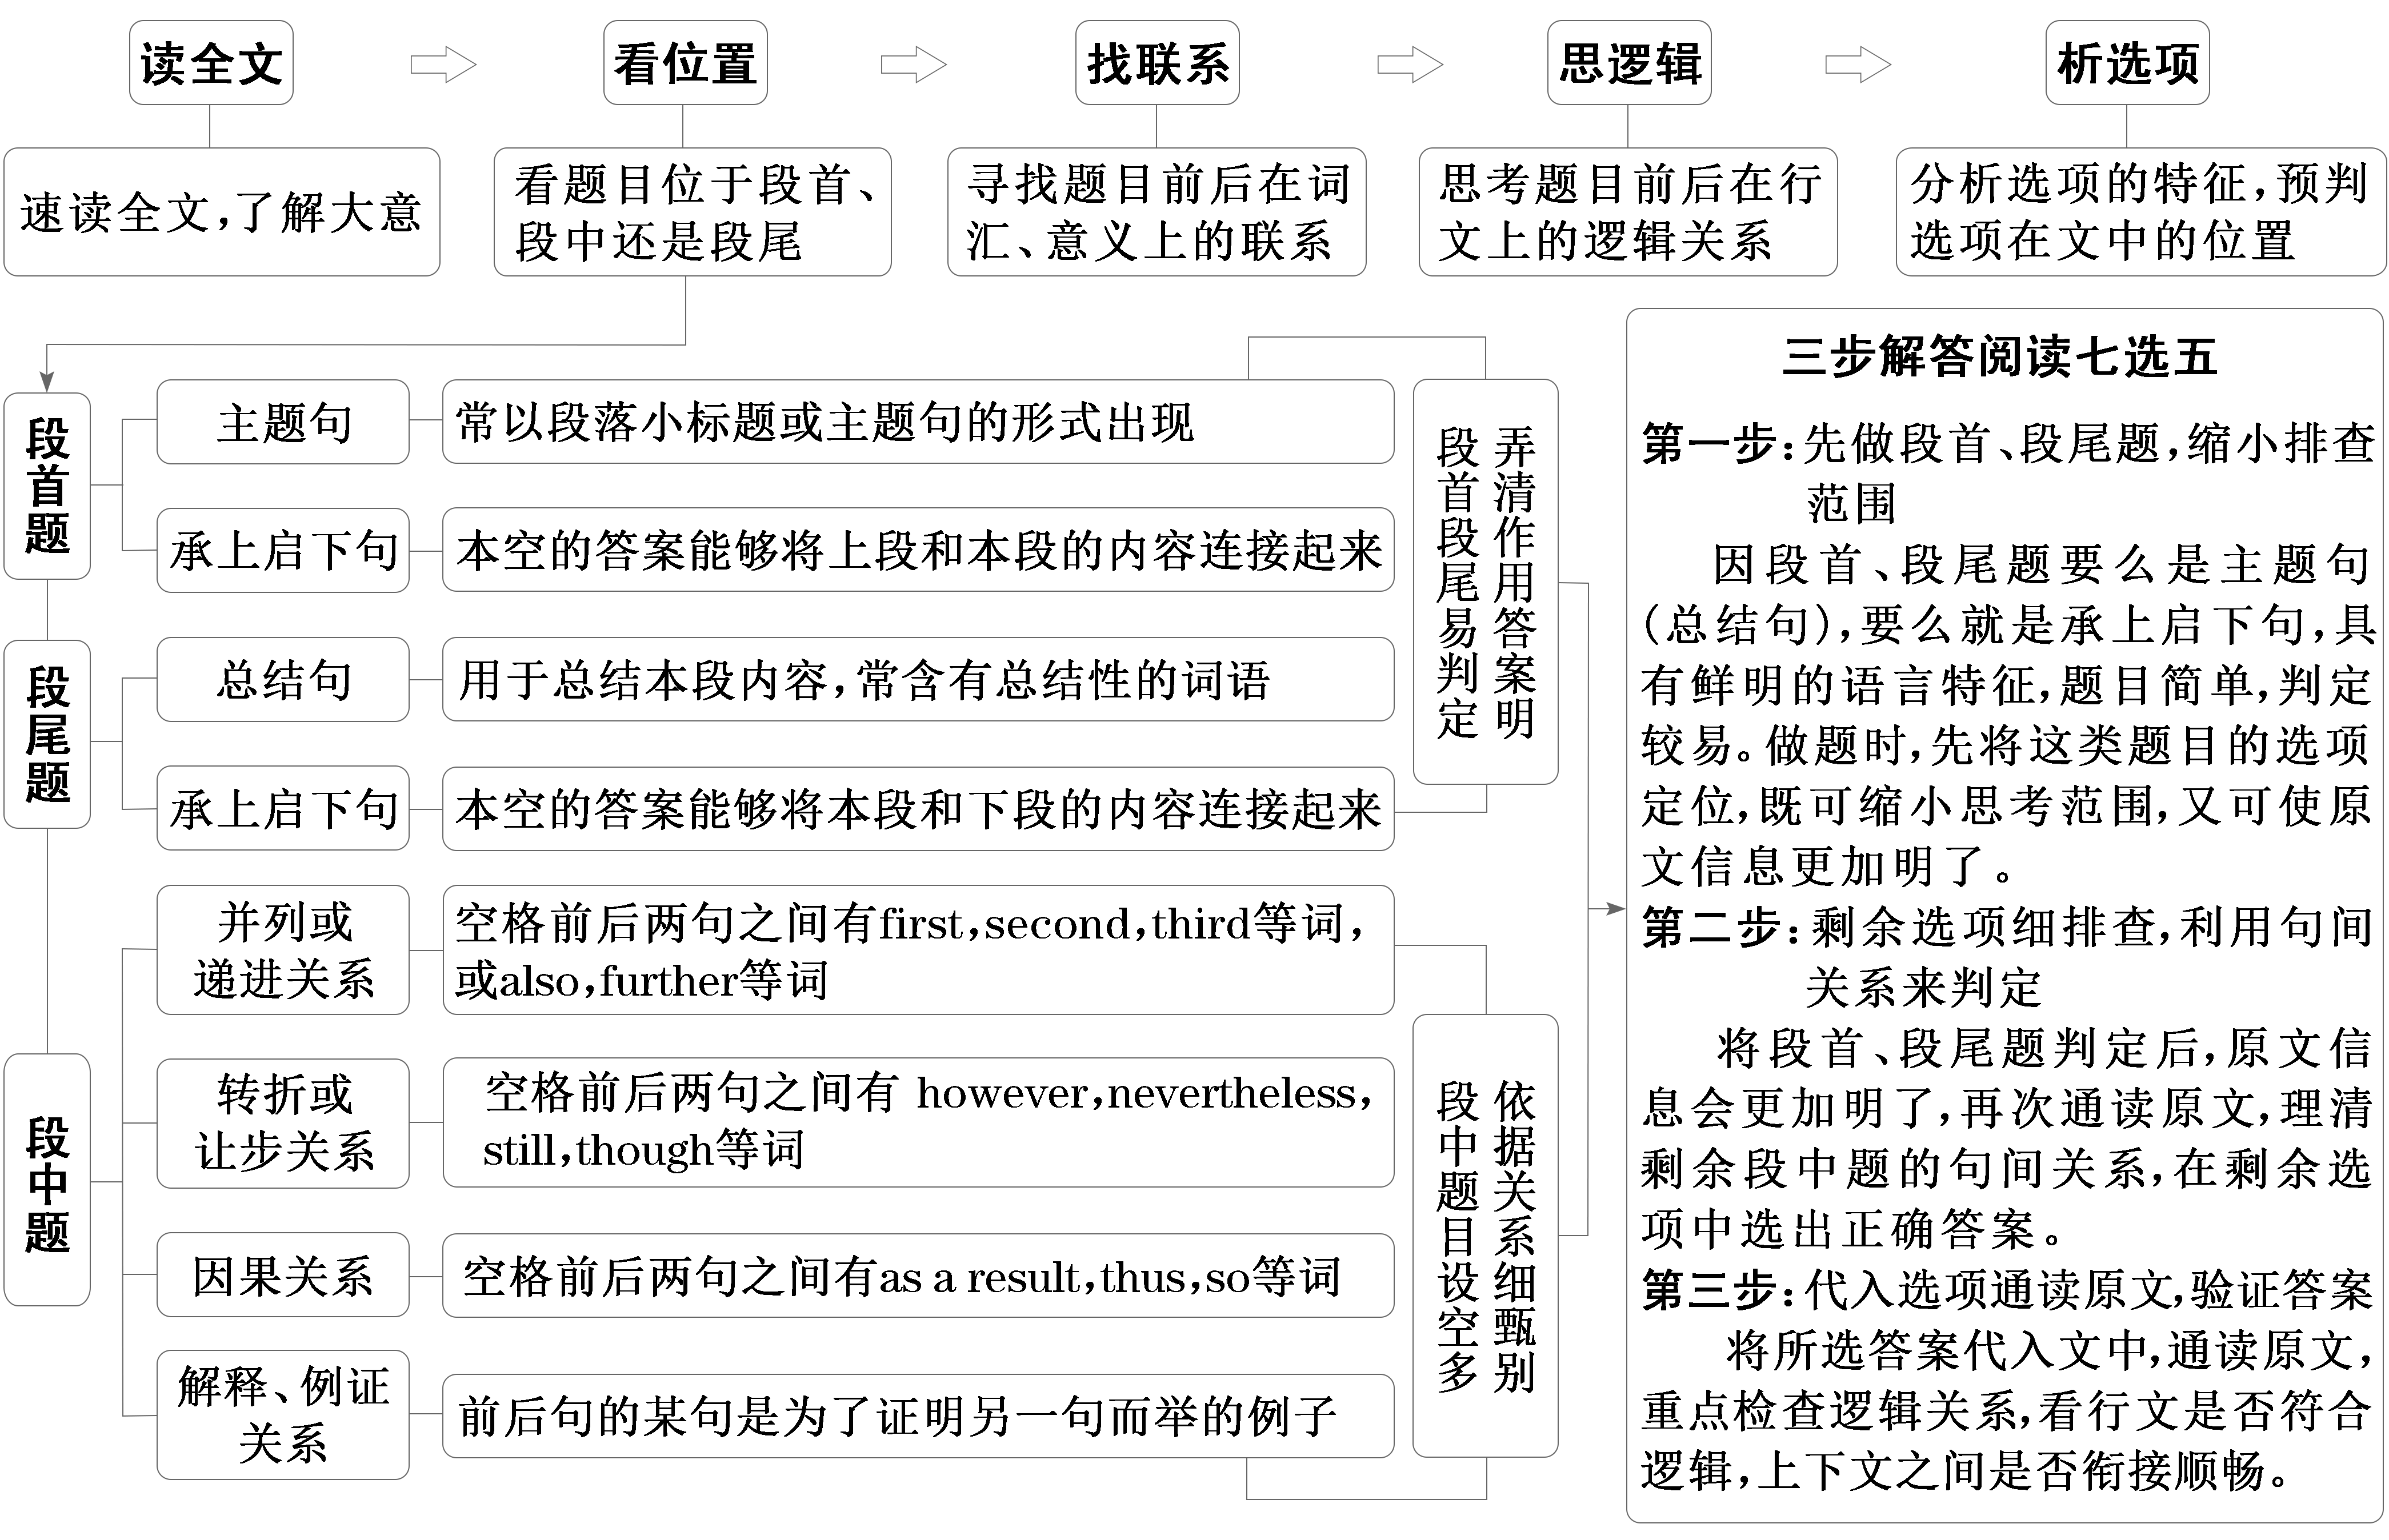 读全文
看位置
找联系
思逻辑
析选项
速读全文,了解大意
看题目位于段首、
段中还是段尾
寻找题目前后在词
汇、意义上的联系
思考题目前后在行
文上的逻辑关系
分析选项的特征,预判
选项在文中的位置
段首题
主题句
常以段落小标题或主题句的形式出现
承上启下句
本空的答案能够将上段和本段的内容连接起来
段尾题
总结句
用于总结本段内容,常含有总结性的词语
承上启下句
本空的答案能够将本段和下段的内容连接起来
段中题
并列或
递进关系
空格前后两句之间有first,second,third等词,
或also,further等词
转折或
让步关系
空格前后两句之间有 however,nevertheless,
still,though等词
因果关系
空格前后两句之间有as a result,thus,so等词
解释、例证
关系
前后句的某句是为了证明另一句而举的例子
段首段尾易判定
弄清作用答案明
段中题目设空多
依据关系细甄别
三步解答阅读七选五
第一步:先做段首、段尾题,缩小排查
范围
因段首、段尾题要么是主题句
(总结句),要么就是承上启下句,具
有鲜明的语言特征,题目简单,判定
较易。做题时,先将这类题目的选项
定位,既可缩小思考范围,又可使原
文信息更加明了。
第二步:剩余选项细排查,利用句间
关系来判定
将段首、段尾题判定后,原文信
息会更加明了,再次通读原文,理清
剩余段中题的句间关系,在剩余选
项中选出正确答案。
第三步:代入选项通读原文,验证答案
将所选答案代入文中,通读原文,
重点检查逻辑关系,看行文是否符合
逻辑,上下文之间是否衔接顺畅。